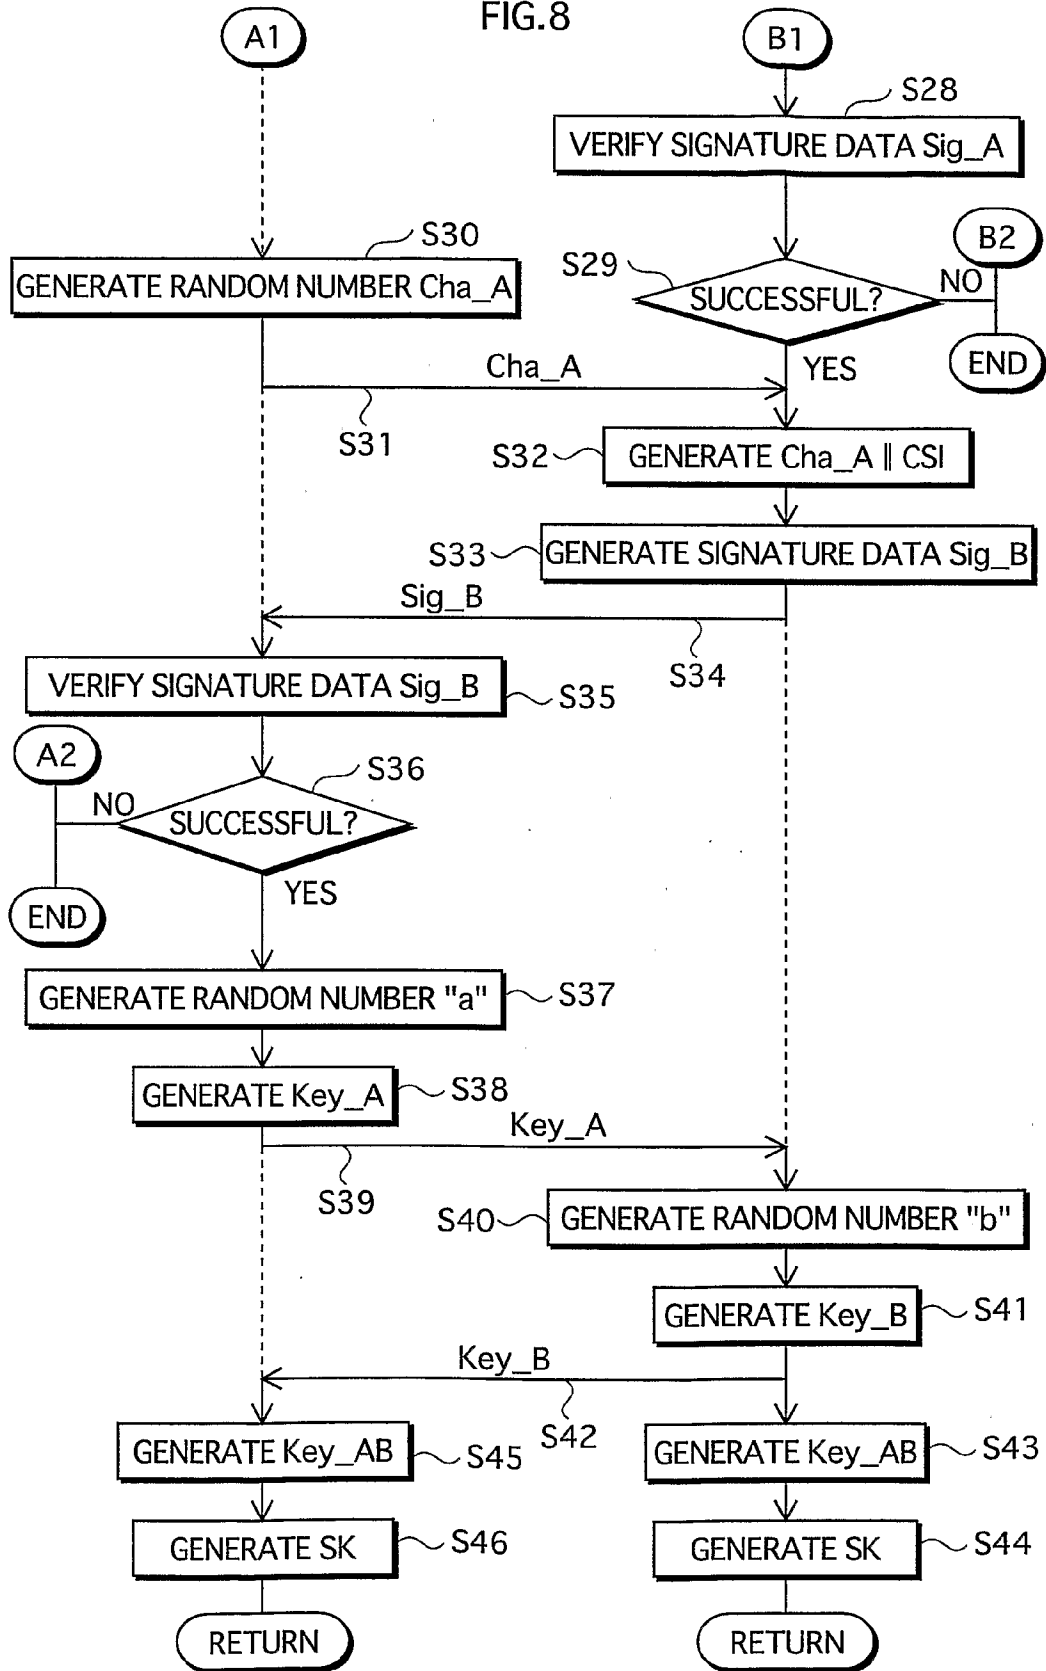 FIG.8
A1
B1
S28
VERIFY SIGNATURE DATA Sig_A
S30
GENERATE RANDOM NUMBER Cha_A
B2
S29
SUCCESSFUL?
NO
END
YES
Cha_A
S31
S32
GENERATE Cha_A || CSI
S33
GENERATE SIGNATURE DATA Sig_B
Sig_B
S34
VERIFY SIGNATURE DATA Sig_B
S35
A2
S36
NO
SUCCESSFUL?
YES
END
GENERATE RANDOM NUMBER "a"
S37
GENERATE Key_A
S38
Key_A
S39
S40
GENERATE RANDOM NUMBER "b"
GENERATE Key_B
S41
Key_B
S42
GENERATE Key_AB
S45
GENERATE Key_AB
S43
GENERATE SK
S46
GENERATE SK
S44
RETURN
RETURN